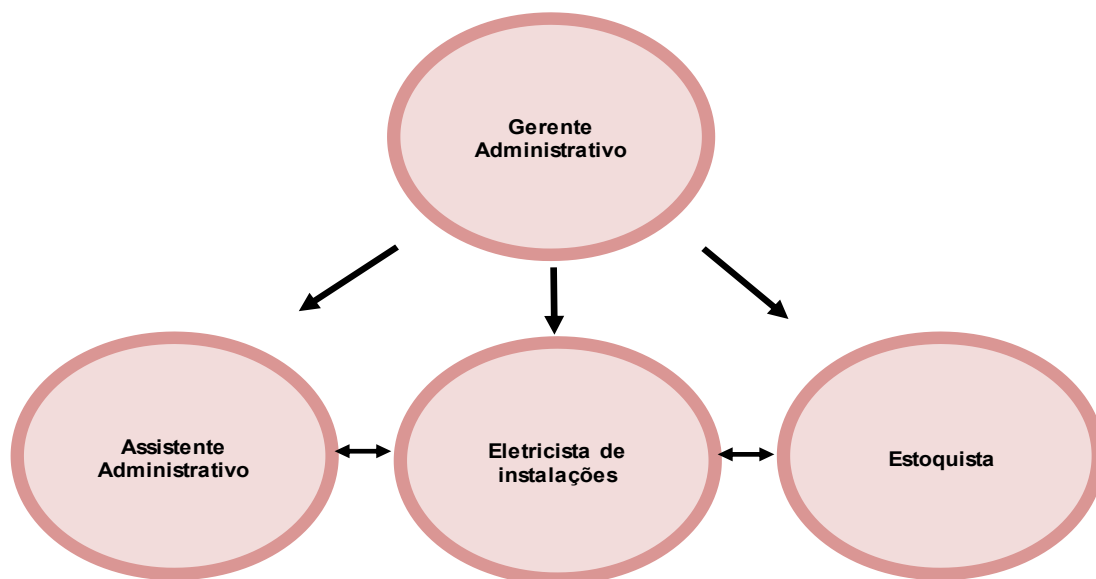 Gerente
Administrativo
Assistente
Administrativo
Eletricista de
instalações
Estoquista